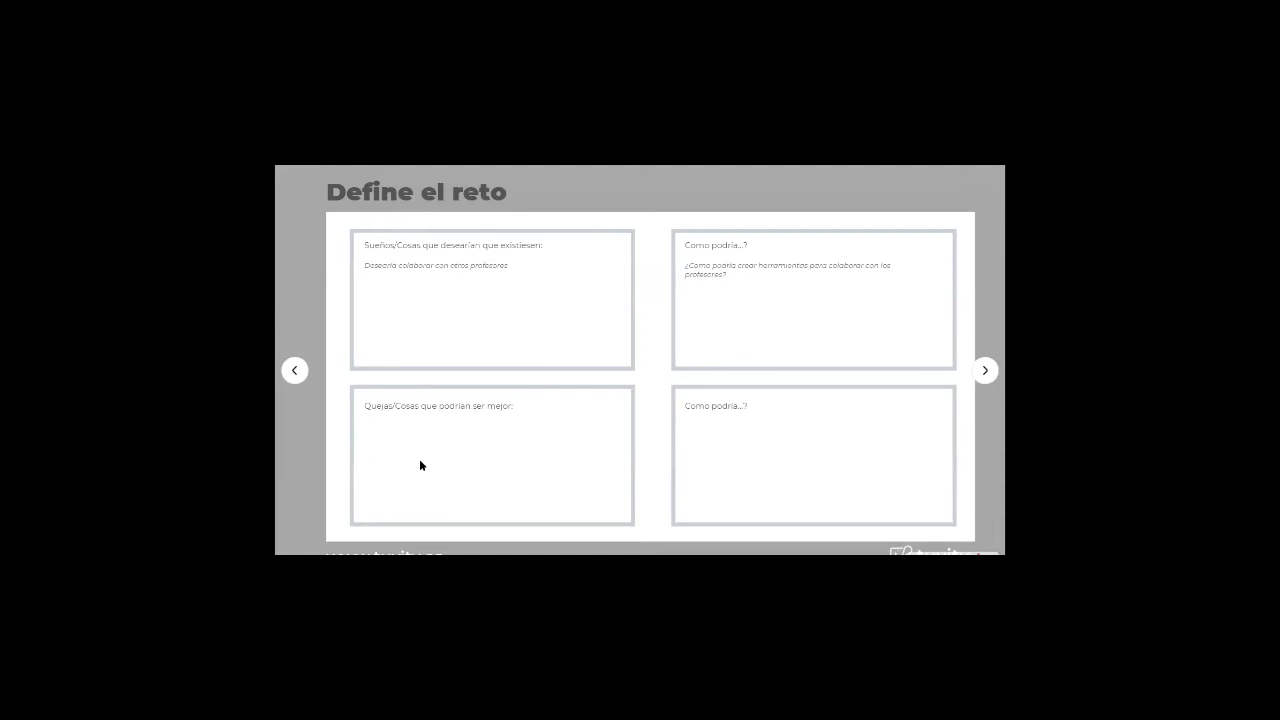 Define el reto
Sueños/Cosas que desearían que existiesen:
Desearía colaborar con otros profesores
Como podría...?
¿Como podría crear herramientas para colaborar con los
profesores?
Quejas/Cosas que podrían ser mejor:
Como podría...?